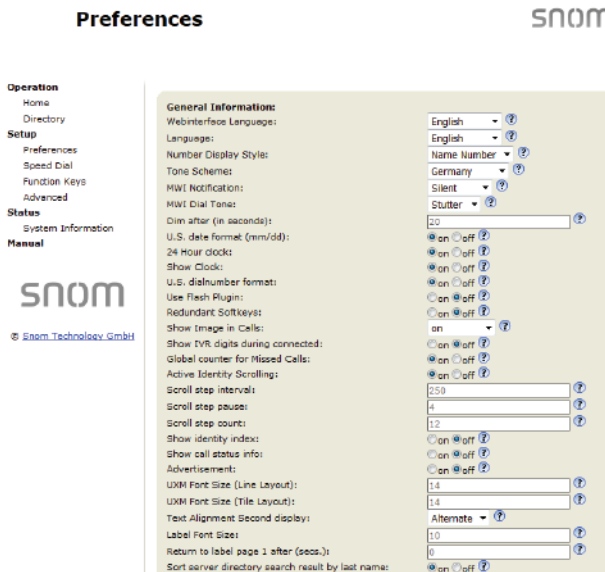 Preferences
snom
Operation
Home
Directory
Setup
Preferences
Speed Dial
Function Keys
Advanced
Status
System Information
Manual
snom
© Snom Technology GmbH
General Information:
Webinterface Language: English
Language: English
Number Display Style: Name Number
Tone Scheme: Germany
MWI Notification: Silent
MWI Dial Tone: Stutter
Dim after (in seconds): 20
U.S. date format (mm/dd): on off
24 Hour clock: on off
Show Clock: on off
U.S. dialnumber format: on off
Use Flash Plugin: on off
Redundant Softkeys: on off
Show Image in Calls: on
Show IVR digits during connected: on off
Global counter for Missed Calls: on off
Active Identity Scrolling: on off
Scroll step interval: 250
Scroll step pause: 4
Scroll step count: 12
Show identity index: on off
Show call status info: on off
Advertisement: on off
UXM Font Size (Line Layout): 14
UXM Font Size (Tile Layout): 14
Text Alignment Second display: Alternate
Label Font Size: 10
Return to label page 1 after (secs.): 0
Sort server directory search result by last name: on off